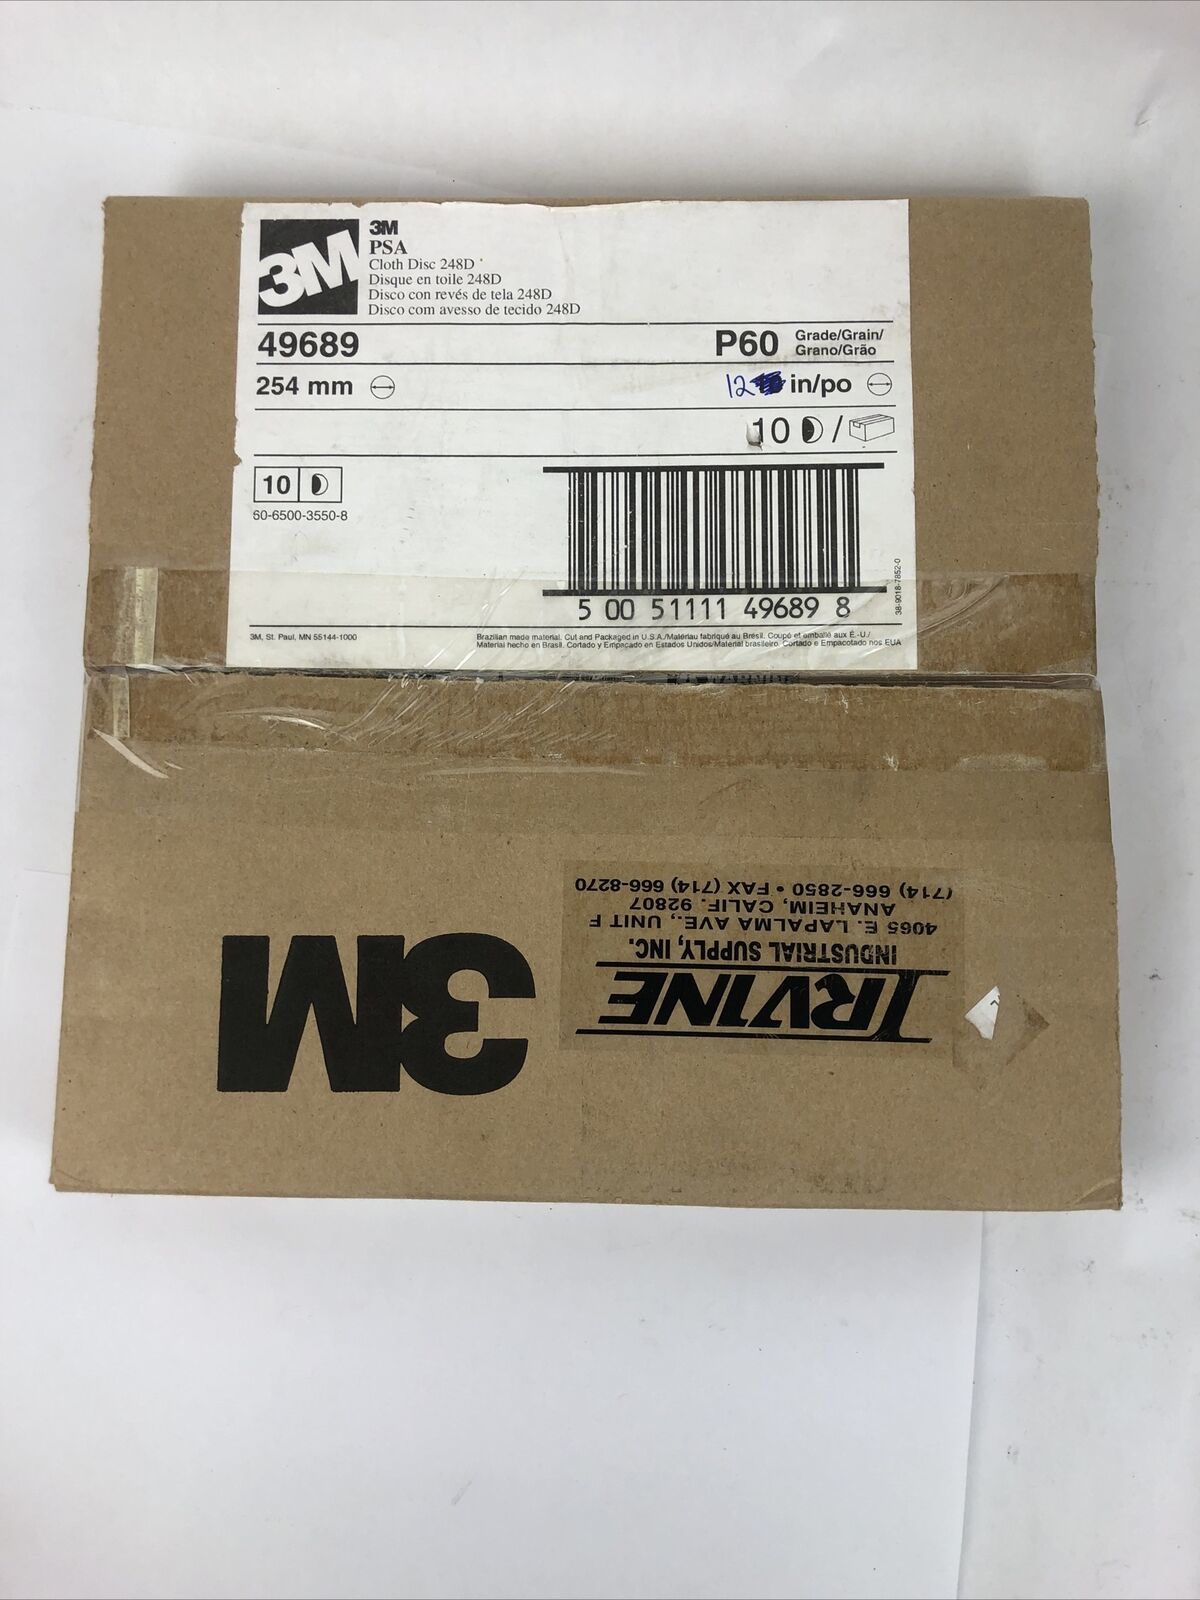 3M
3M
PSA
Cloth Disc 248D
Disque en toile 248D
Disco con revés de tela 248D
Disco com avesso de tecido 248D
49689
P60 Grade/Grain/
Grano/Grão
254 mm
12 in/po
10 /
10
60-6500-3550-8
5 00 51111 49689 8
38-9018-7852-0
3M, St. Paul, MN 55144-1000
Brazilian made material. Cut and Packaged in U.S.A./Matériau fabriqué au Brésil. Coupé et emballé aux É.-U./
Material hecho en Brasil. Cortado y Empacado en Estados Unidos/Material brasileiro. Cortado e Empacotado nos EUA
IRVINE
INDUSTRIAL SUPPLY, INC.
4065 E. LAPALMA AVE., UNIT F
ANAHEIM, CALIF. 92807
(714) 666-2850 • FAX (714) 666-8270
3M